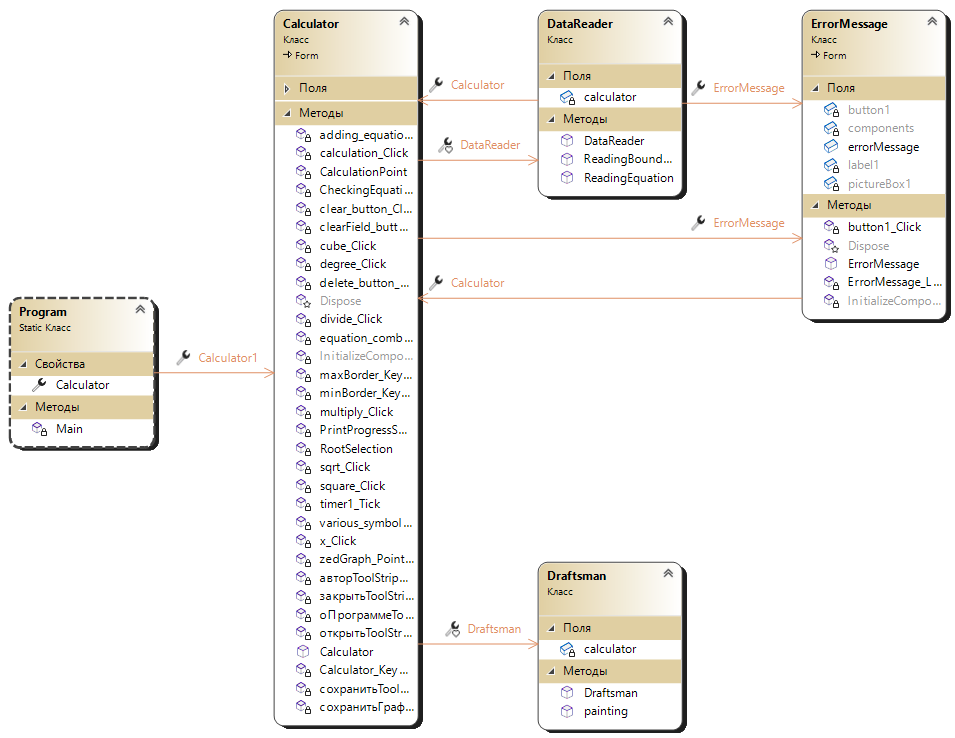 Program
Static Класс
Свойства
Calculator
Методы
Main
Calculator1
Calculator
Класс
Form
Поля
Методы
adding_equatio...
calculation_Click
CalculationPoint
CheckingEquati...
clear_button_Cl...
clearField_butt...
cube_Click
degree_Click
delete_button_...
Dispose
divide_Click
equation_comb...
InitializeCompo...
maxBorder_Key...
minBorder_Key...
multiply_Click
PrintProgressS...
RootSelection
sqrt_Click
square_Click
timer1_Tick
various_symbol...
x_Click
zedGraph_Point...
авторToolStrip...
закрытьToolStri...
оПрограммеTo...
открытьToolStr...
Calculator
Calculator_Key...
сохранитьTool...
сохранитьГраф...
Calculator
DataReader
ErrorMessage
Calculator
Draftsman
DataReader
Класс
Поля
calculator
Методы
DataReader
ReadingBound...
ReadingEquation
ErrorMessage
ErrorMessage
Класс
Form
Поля
button1
components
errorMessage
label1
pictureBox1
Методы
button1_Click
Dispose
ErrorMessage
ErrorMessage_L...
InitializeCompo...
Draftsman
Класс
Поля
calculator
Методы
Draftsman
painting